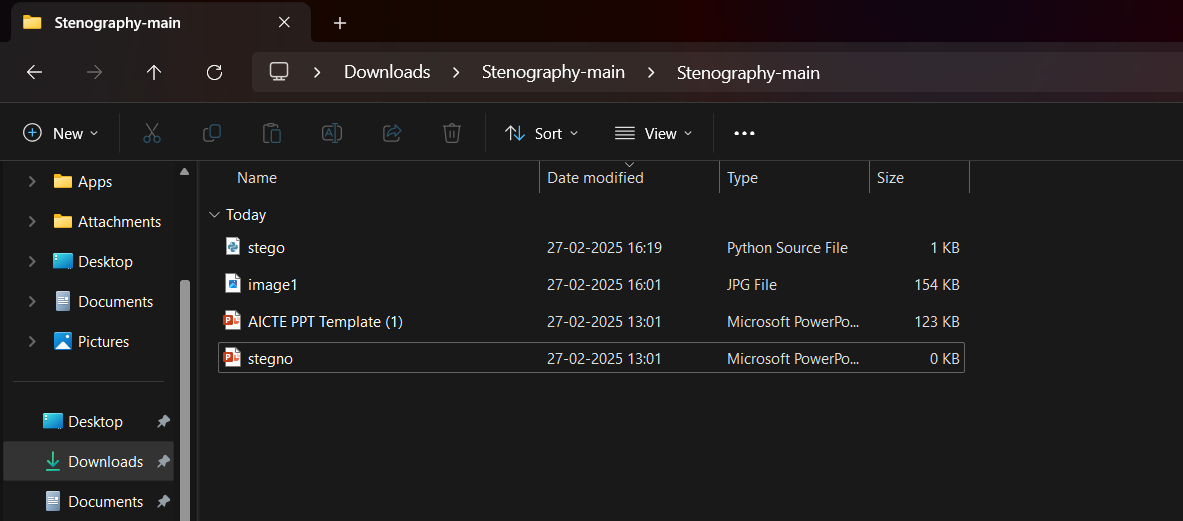 Stenography-main
Downloads > Stenography-main > Stenography-main
New Sort View
Name Date modified Type Size
Apps
Attachments
Desktop
Documents
Pictures
Desktop
Downloads
Documents
Today
stego 27-02-2025 16:19 Python Source File 1 KB
image1 27-02-2025 16:01 JPG File 154 KB
AICTE PPT Template (1) 27-02-2025 13:01 Microsoft PowerPo... 123 KB
stegno 27-02-2025 13:01 Microsoft PowerPo... 0 KB